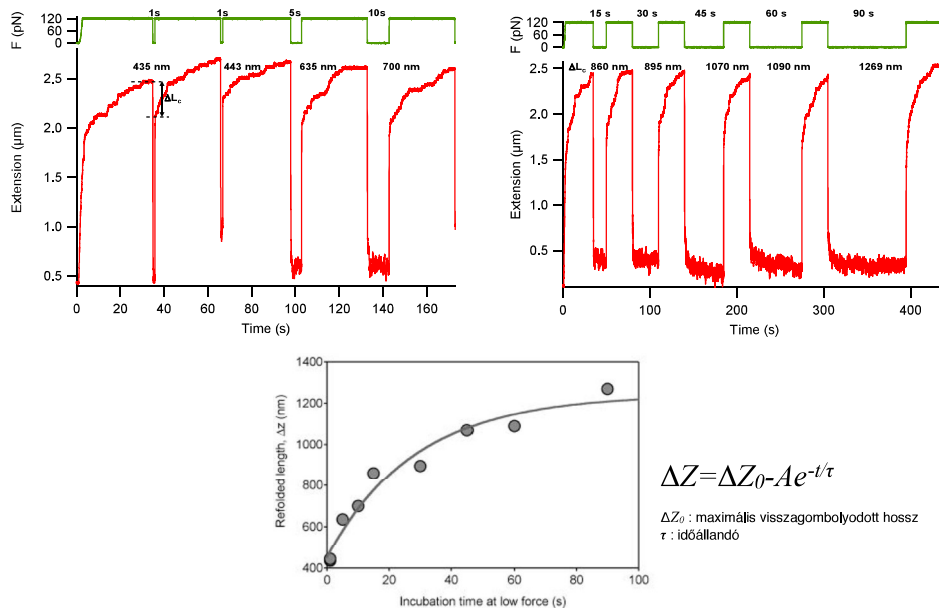 1s 1s 5s 10s
F (pN)
120
60
0
435 nm 443 nm 635 nm 700 nm
ΔLc
Extension (µm)
2.5
2.0
1.5
1.0
0.5
0 20 40 60 80 100 120 140 160
Time (s)
15 s 30 s 45 s 60 s 90 s
F (pN)
120
60
0
ΔLc 860 nm 895 nm 1070 nm 1090 nm 1269 nm
Extension (µm)
2.5
2.0
1.5
1.0
0.5
0 100 200 300 400
Time (s)
Refolded length, Δz (nm)
1400
1200
1000
800
600
400
0 20 40 60 80 100
Incubation time at low force (s)
ΔZ=ΔZ0-Ae-t/τ
ΔZ0 : maximális visszagombolyodott hossz
τ : időállandó